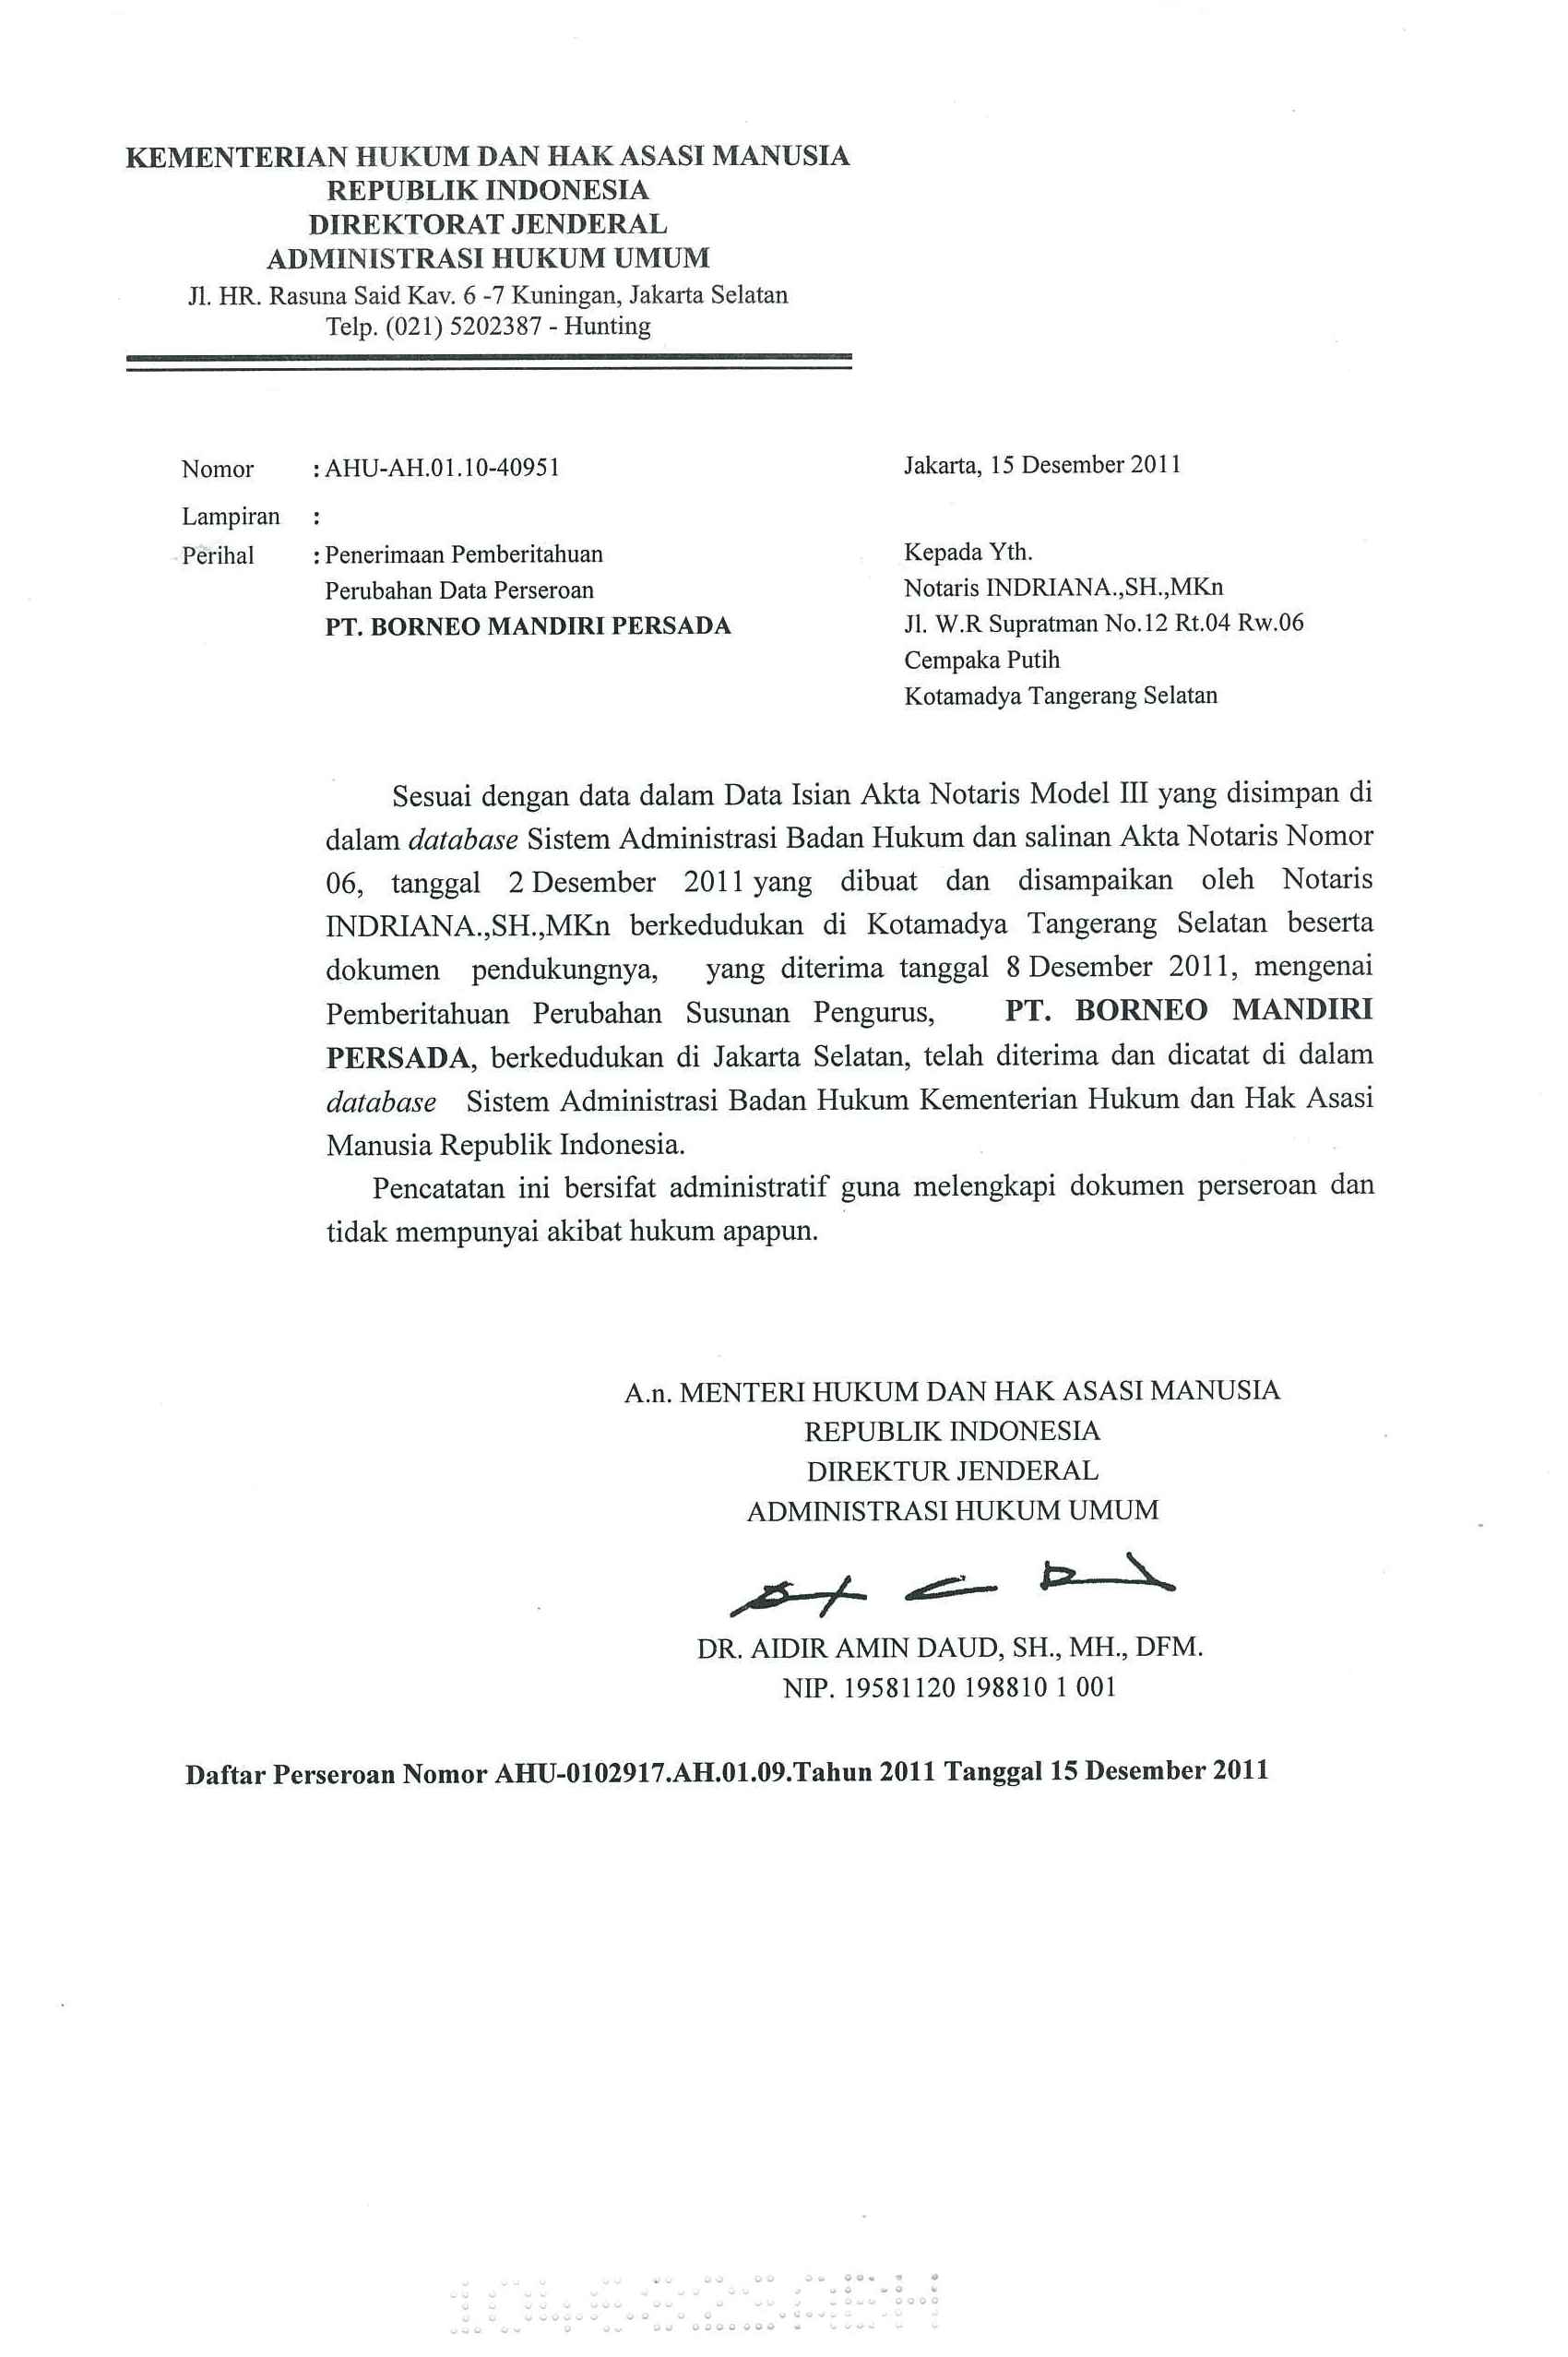 KEMENTERIAN HUKUM DAN HAK ASASI MANUSIA
REPUBLIK INDONESIA
DIREKTORAT JENDERAL
ADMINISTRASI HUKUM UMUM
Jl. HR. Rasuna Said Kav. 6 -7 Kuningan, Jakarta Selatan
Telp. (021) 5202387 - Hunting
Nomor : AHU-AH.01.10-40951
Lampiran :
Perihal : Penerimaan Pemberitahuan
Perubahan Data Perseroan
PT. BORNEO MANDIRI PERSADA
Jakarta, 15 Desember 2011
Kepada Yth.
Notaris INDRIANA.,SH.,MKn
Jl. W.R Supratman No.12 Rt.04 Rw.06
Cempaka Putih
Kotamadya Tangerang Selatan
Sesuai dengan data dalam Data Isian Akta Notaris Model III yang disimpan di
dalam database Sistem Administrasi Badan Hukum dan salinan Akta Notaris Nomor
06, tanggal 2 Desember 2011 yang dibuat dan disampaikan oleh Notaris
INDRIANA.,SH.,MKn berkedudukan di Kotamadya Tangerang Selatan beserta
dokumen pendukungnya, yang diterima tanggal 8 Desember 2011, mengenai
Pemberitahuan Perubahan Susunan Pengurus, PT. BORNEO MANDIRI
PERSADA, berkedudukan di Jakarta Selatan, telah diterima dan dicatat di dalam
database Sistem Administrasi Badan Hukum Kementerian Hukum dan Hak Asasi
Manusia Republik Indonesia.
Pencatatan ini bersifat administratif guna melengkapi dokumen perseroan dan
tidak mempunyai akibat hukum apapun.
A.n. MENTERI HUKUM DAN HAK ASASI MANUSIA
REPUBLIK INDONESIA
DIREKTUR JENDERAL
ADMINISTRASI HUKUM UMUM
DR. AIDIR AMIN DAUD, SH., MH., DFM.
NIP. 19581120 198810 1 001
Daftar Perseroan Nomor AHU-0102917.AH.01.09.Tahun 2011 Tanggal 15 Desember 2011